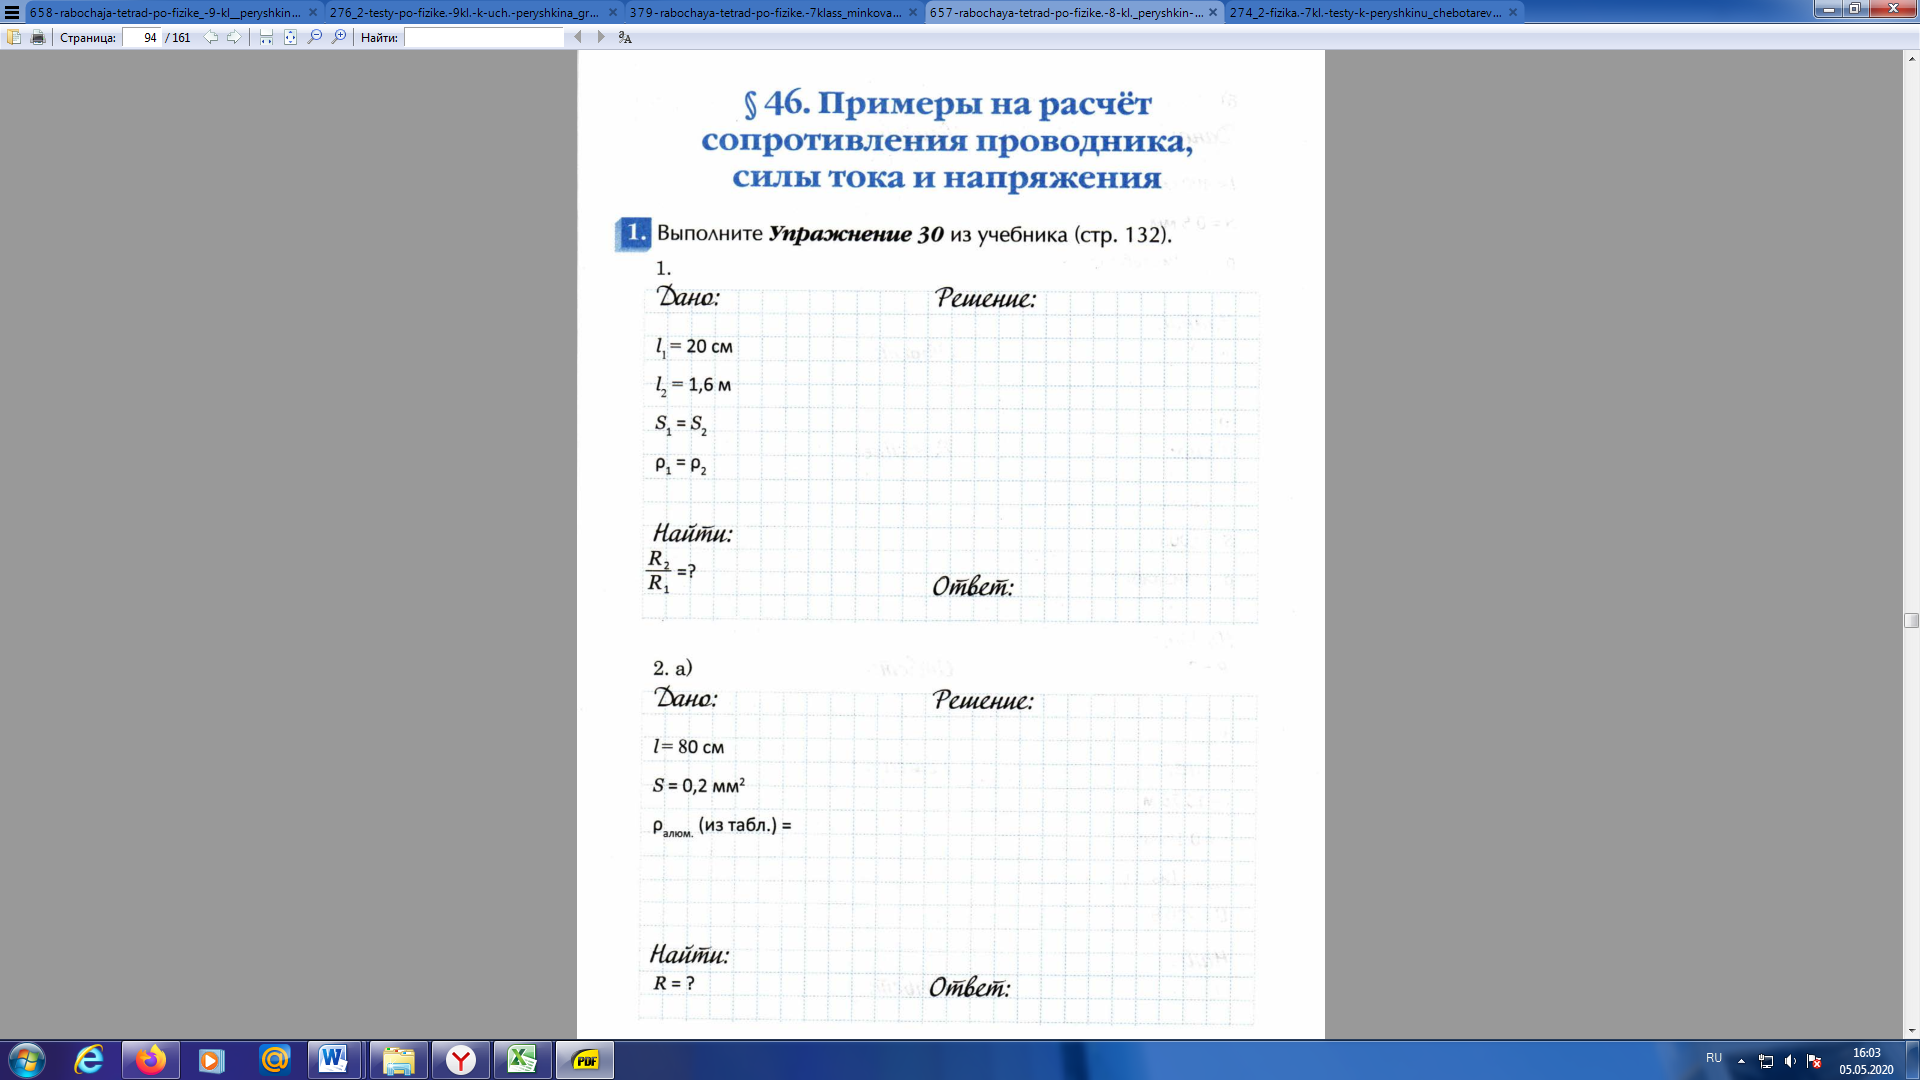 658-rabochaja-tetrad-po-fizike_-9-kl__peryshkin...
276_2-testy-po-fizike.-9kl.-k-uch.-peryshkina_gr...
379-rabochaya-tetrad-po-fizike.-7klass_minkova...
657-rabochaya-tetrad-po-fizike.-8-kl._peryshkin-...
274_2-fizika.-7kl.-testy-k-peryshkinu_chebotarev...
Страница: 94 / 161 Найти:
§ 46. Примеры на расчёт
сопротивления проводника,
силы тока и напряжения
1. Выполните Упражнение 30 из учебника (стр. 132).
1.
Дано: Решение:
l₁ = 20 см
l₂ = 1,6 м
S₁ = S₂
ρ₁ = ρ₂
Найти:
R₂/R₁ =?
Ответ:
2. а)
Дано: Решение:
l = 80 см
S = 0,2 мм²
ρалюм. (из табл.) =
Найти:
R = ? Ответ:
RU 16:03
05.05.2020
PDF